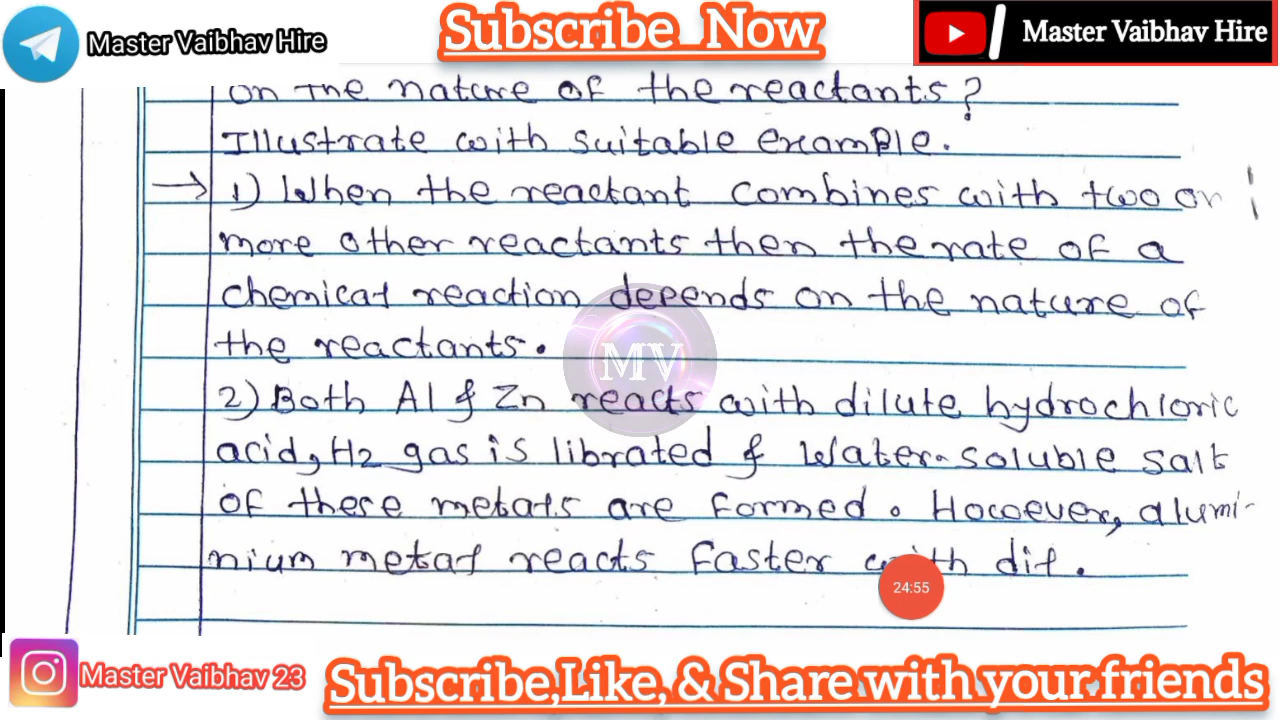 Master Vaibhav Hire
Subscribe Now
Master Vaibhav Hire
on the nature of the reactants?
Illustrate with suitable example.
→ 1) When the reactant combines with two or
more other reactants then the rate of a
chemical reaction depends on the nature of
the reactants.
MV
2) Both Al & Zn reacts with dilute hydrochloric
acid, H2 gas is librated & Water-soluble salt
of these metals are formed. However, alumi-
nium metal reacts faster with dil.
24:55
Master Vaibhav 23
Subscribe,Like, & Share with your friends